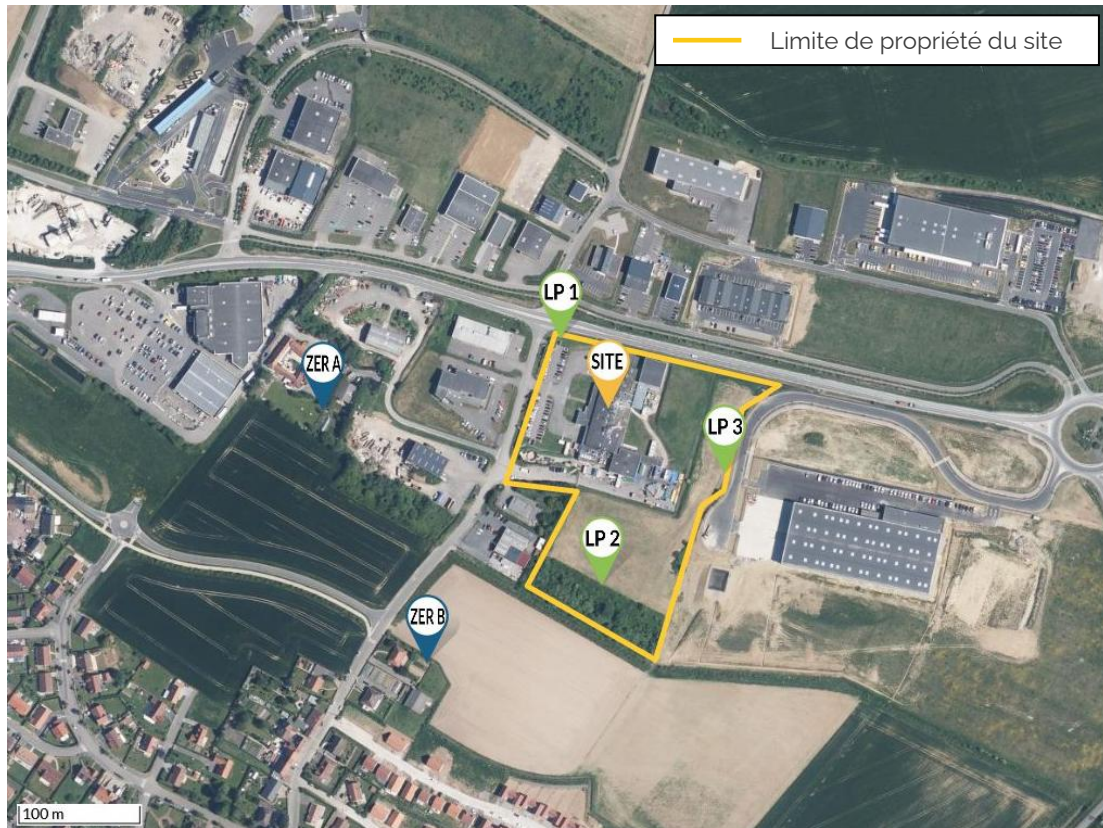 Limite de propriété du site
LP 1
ZER A
SITE
LP 3
LP 2
ZER B
100 m